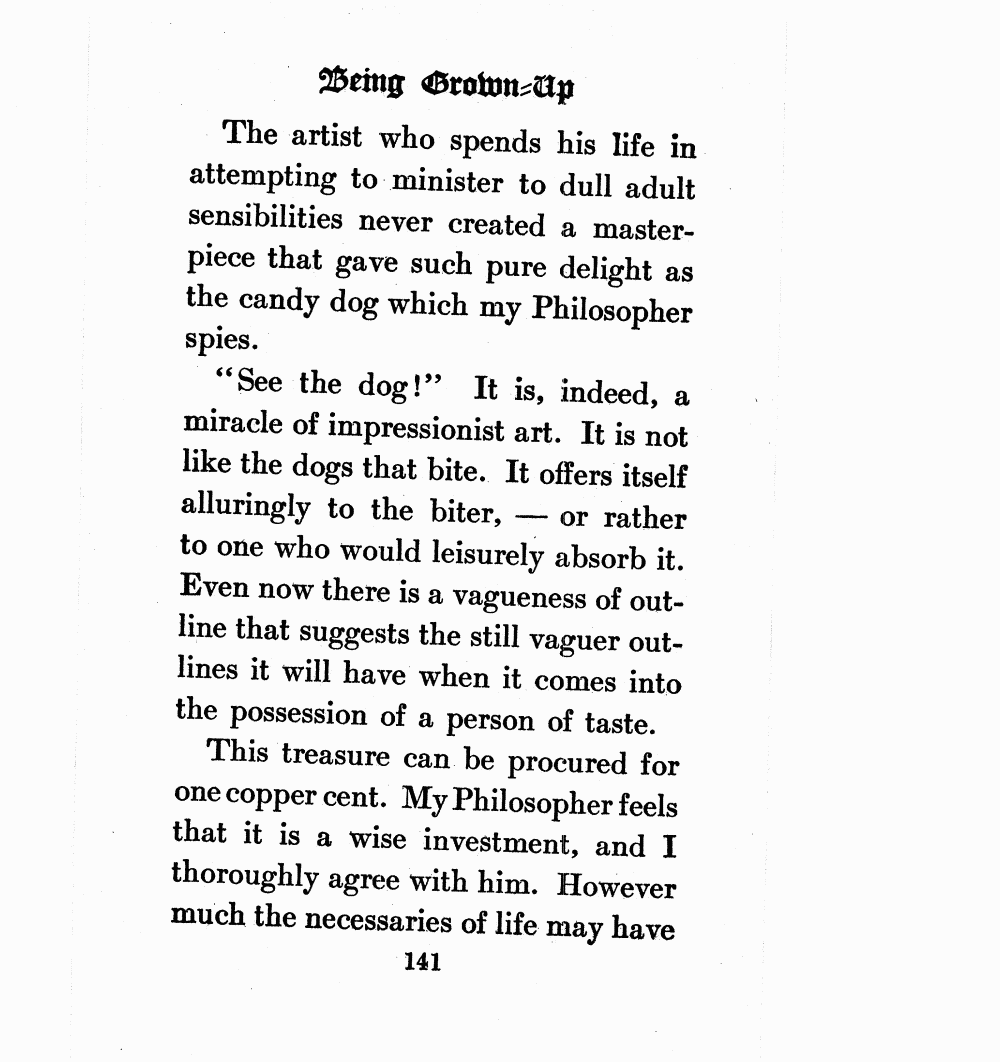 Being Grown-Up
The artist who spends his life in
attempting to minister to dull adult
sensibilities never created a master-
piece that gave such pure delight as
the candy dog which my Philosopher
spies.
“See the dog!” It is, indeed, a
miracle of impressionist art. It is not
like the dogs that bite. It offers itself
alluringly to the biter, — or rather
to one who would leisurely absorb it.
Even now there is a vagueness of out-
line that suggests the still vaguer out-
lines it will have when it comes into
the possession of a person of taste.
This treasure can be procured for
one copper cent. My Philosopher feels
that it is a wise investment, and I
thoroughly agree with him. However
much the necessaries of life may have
141